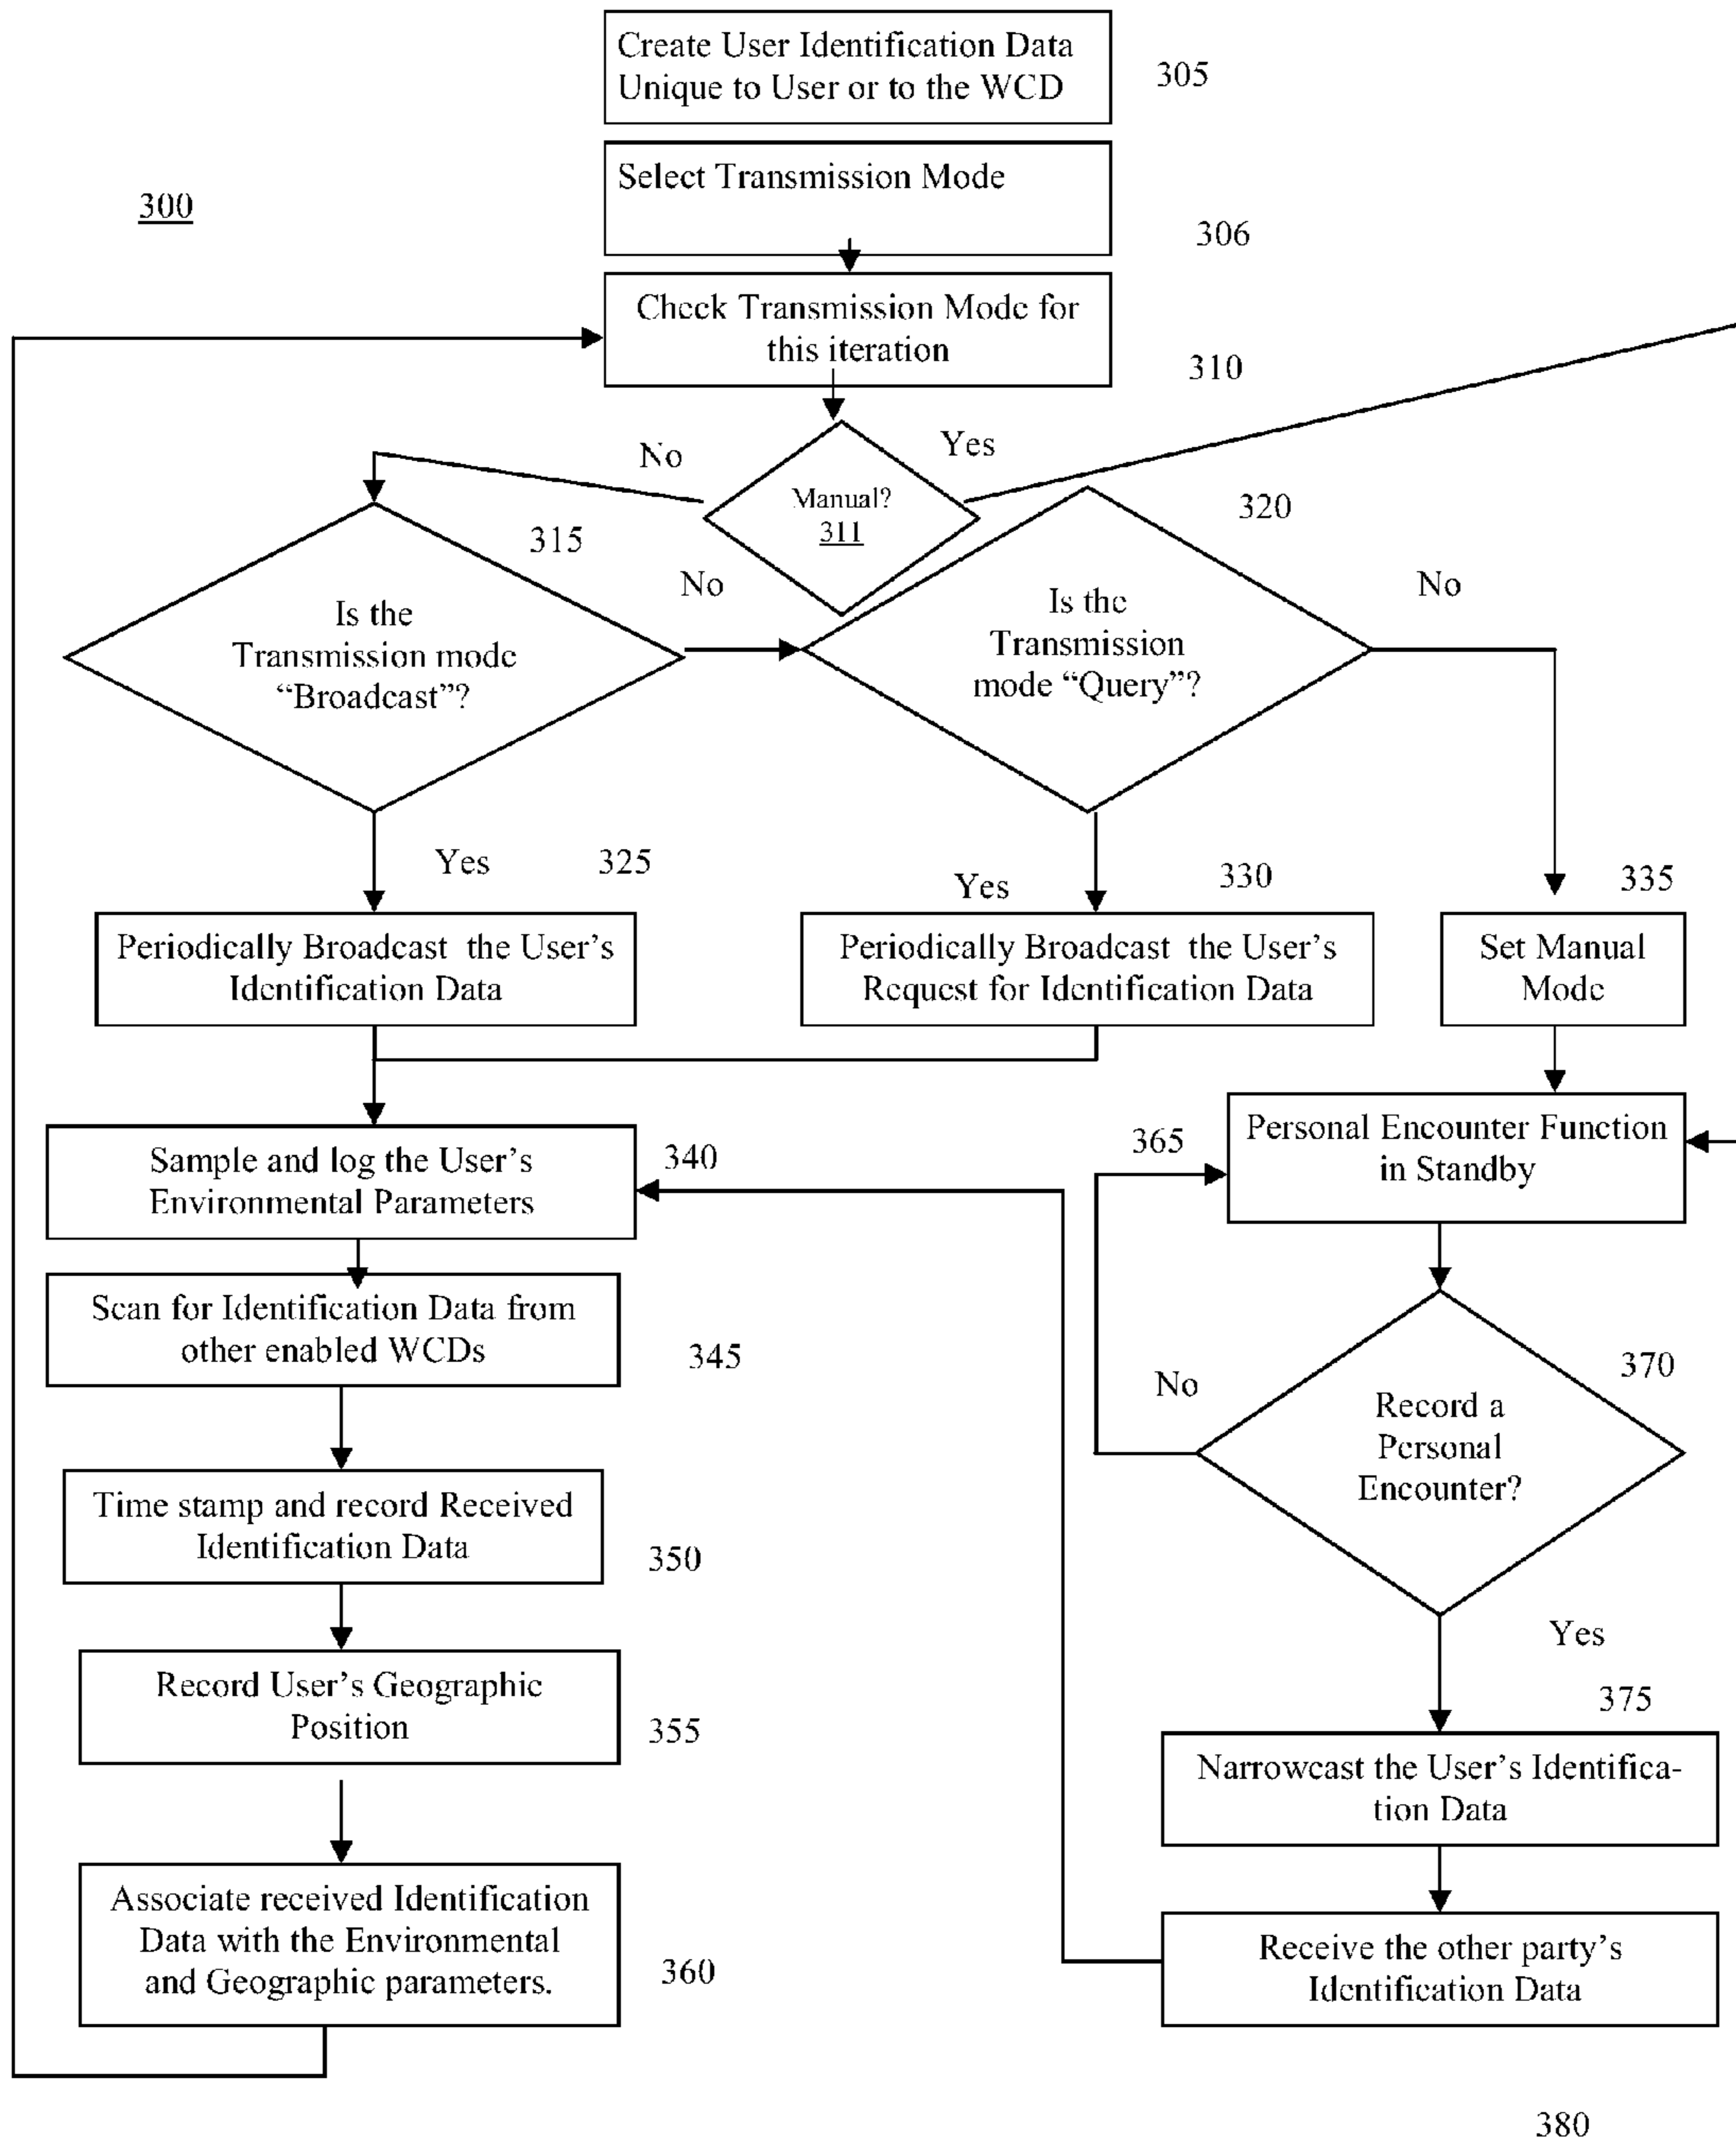 Create User Identification Data
Unique to User or to the WCD
305
Select Transmission Mode
300
306
Check Transmission Mode for
this iteration
310
No
Yes
Manual?
311
315
320
No
No
Is the
Transmission mode
“Broadcast”?
Is the
Transmission
mode “Query”?
Yes
325
Yes
330
335
Periodically Broadcast the User’s
Identification Data
Periodically Broadcast the User’s
Request for Identification Data
Set Manual
Mode
Sample and log the User’s
Environmental Parameters
340
365
Personal Encounter Function
in Standby
Scan for Identification Data from
other enabled WCDs
345
No
370
Record a
Personal
Encounter?
Time stamp and record Received
Identification Data
350
Yes
Record User’s Geographic
Position
355
375
Narrowcast the User’s Identifica-
tion Data
Associate received Identification
Data with the Environmental
and Geographic parameters.
360
Receive the other party’s
Identification Data
380